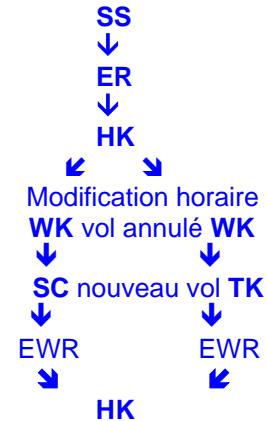 SS
ER
HK
Modification horaire
WK vol annulé WK
SC nouveau vol TK
EWR EWR
HK